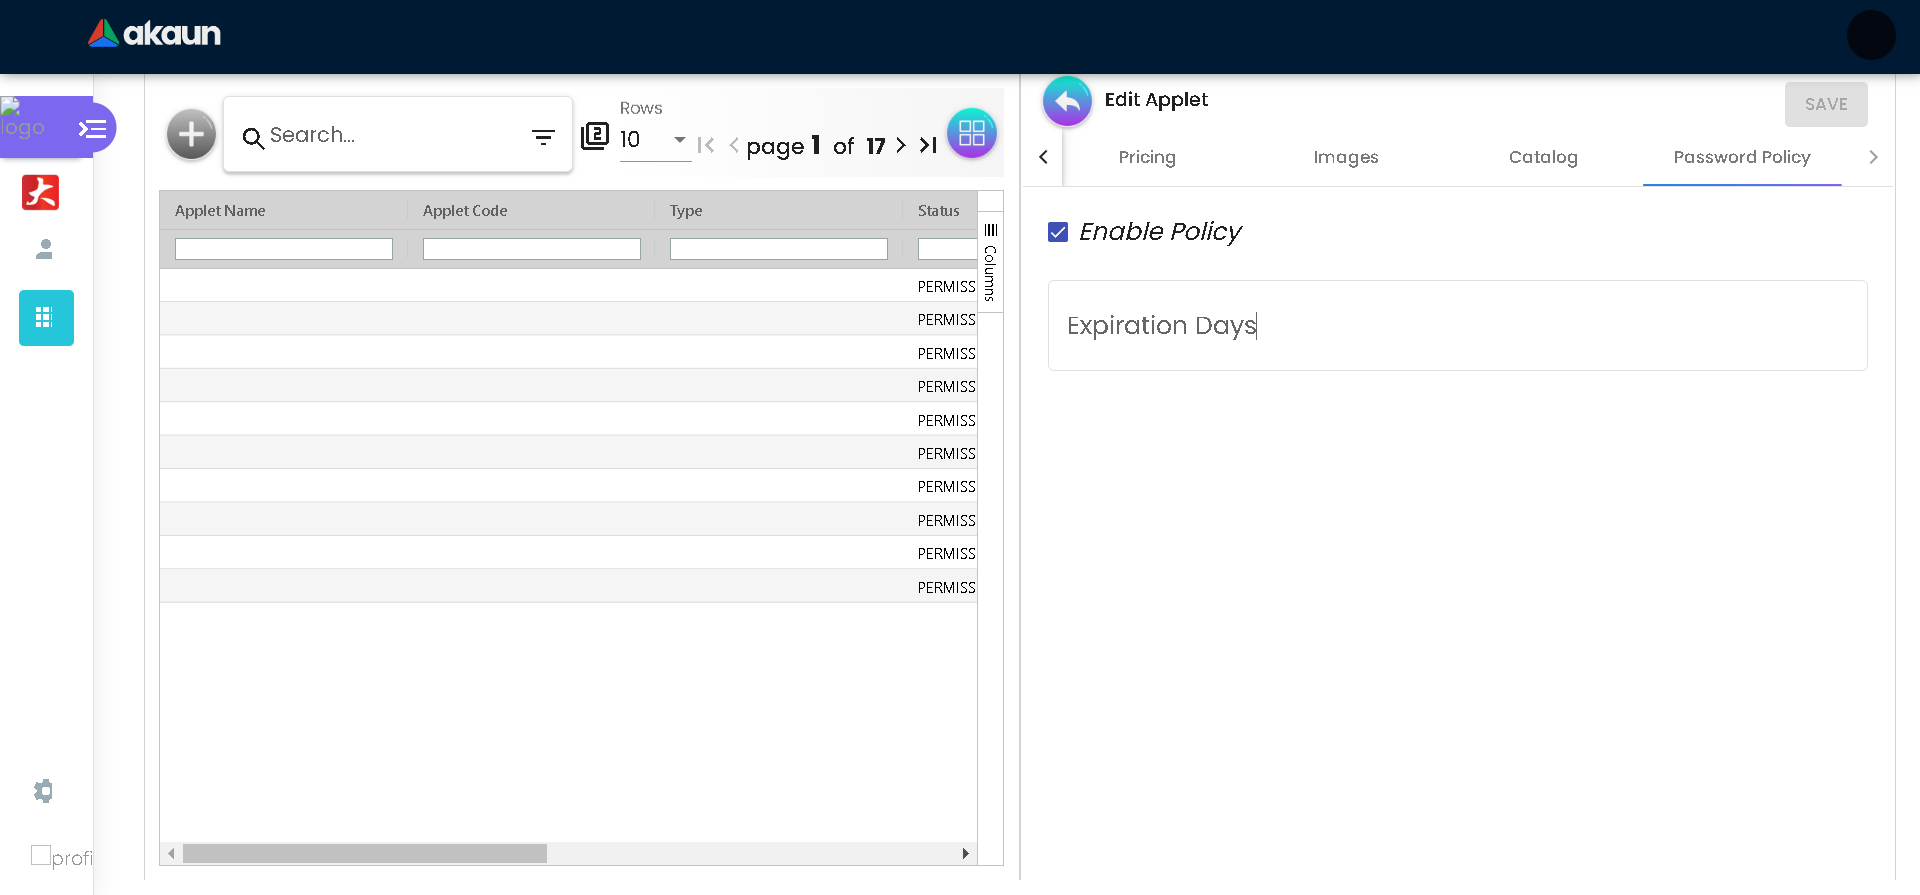 akaun
logo
Search...
Rows
10
page 1 of 17
Applet Name
Applet Code
Type
Status
PERMISS
PERMISS
PERMISS
PERMISS
PERMISS
PERMISS
PERMISS
PERMISS
PERMISS
PERMISS
Columns
profi
Edit Applet
SAVE
Pricing
Images
Catalog
Password Policy
Enable Policy
Expiration Days